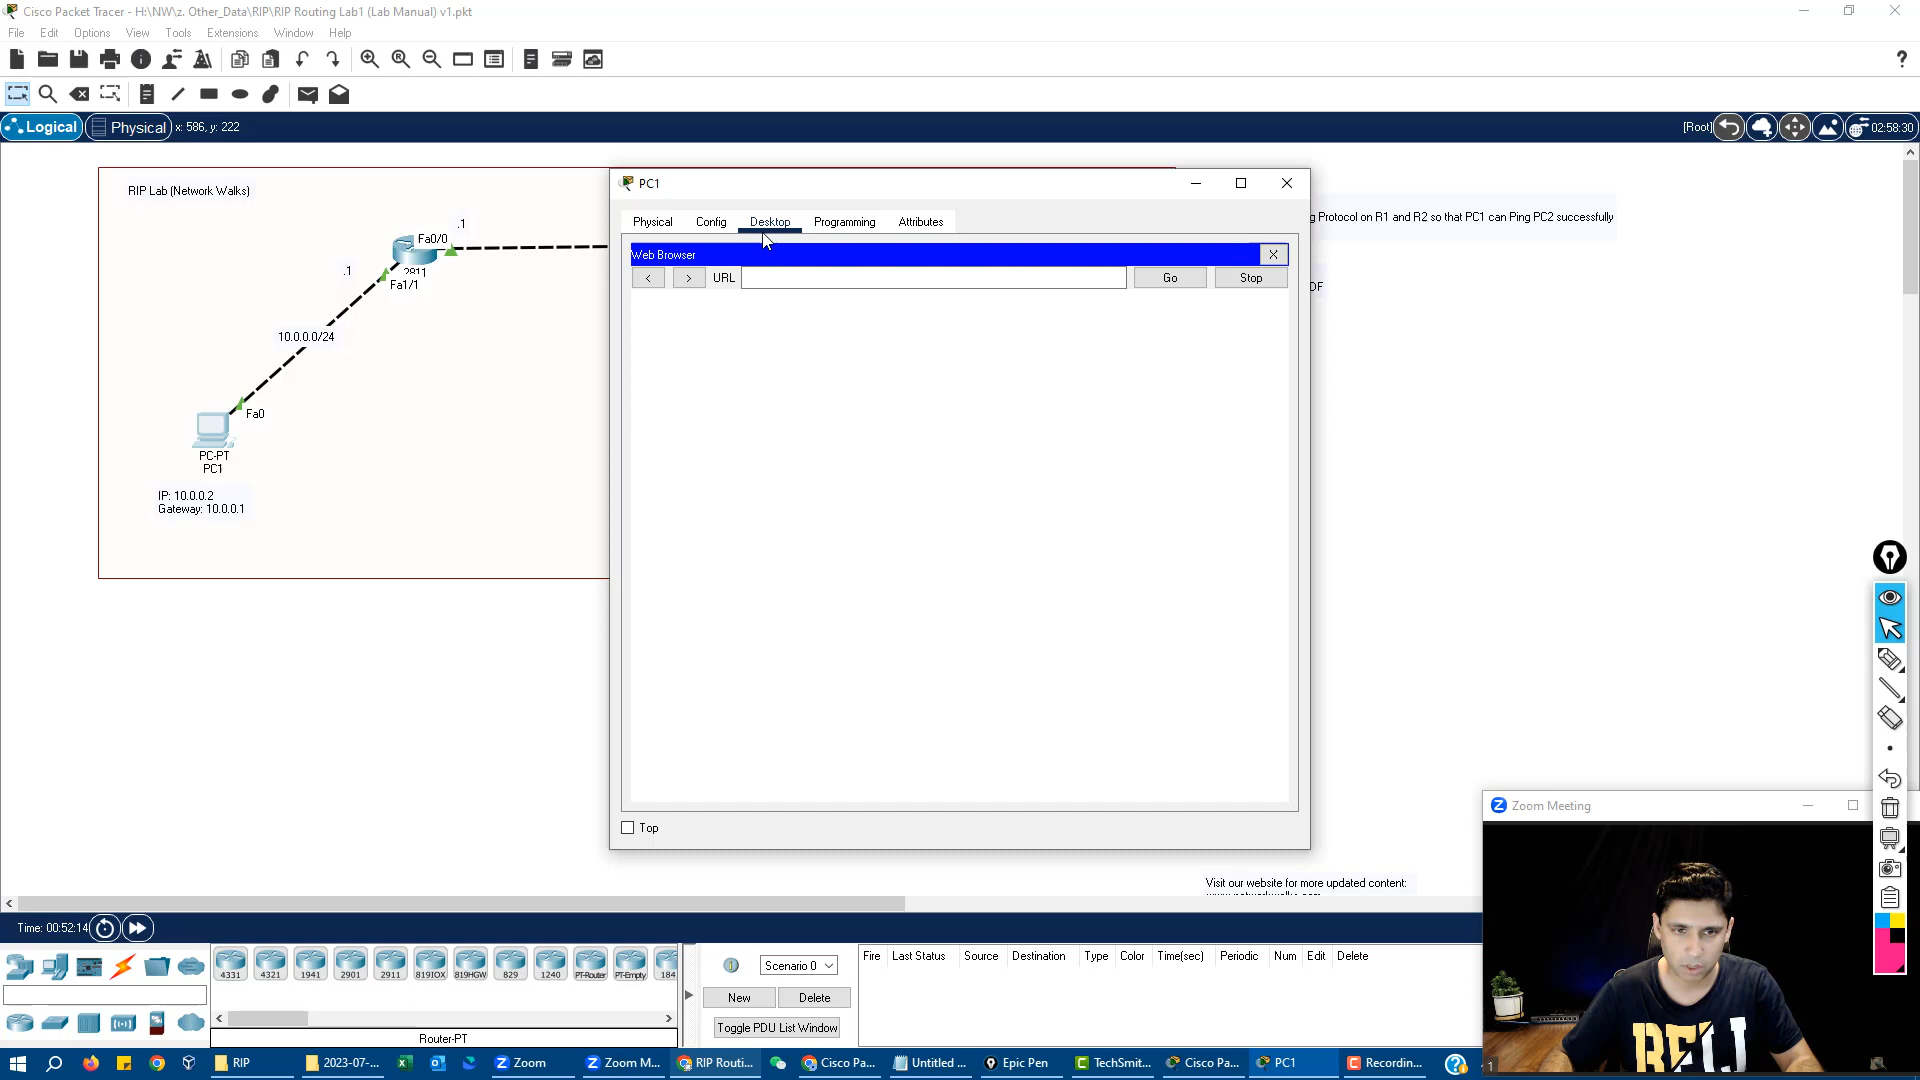 Cisco Packet Tracer - H:\NW\z. Other_Data\RIP\RIP Routing Lab1 (Lab Manual) v1.pkt
File Edit Options View Tools Extensions Window Help
Logical Physical x: 586, y: 222
[Root] 02:58:30
RIP Lab (Network Walks)
.1
Fa0/0
.1
2811
Fa1/1
10.0.0.0/24
Fa0
PC-PT
PC1
IP: 10.0.0.2
Gateway: 10.0.0.1
PC1
Physical Config Desktop Programming Attributes
Web Browser X
< > URL Go Stop
Top
g Protocol on R1 and R2 so that PC1 can Ping PC2 successfully
DF
Visit our website for more updated content:
Zoom Meeting
Time: 00:52:14
4331 4321 1941 2901 2911 819IOX 819HGW 829 1240 PT-Router PT-Empty 184
Router-PT
Scenario 0
New Delete
Toggle PDU List Window
Fire Last Status Source Destination Type Color Time(sec) Periodic Num Edit Delete
RIP 2023-07-... Zoom Zoom M... RIP Routi... Cisco Pa... Untitled ... Epic Pen TechSmit... Cisco Pa... PC1 Recordin...
1